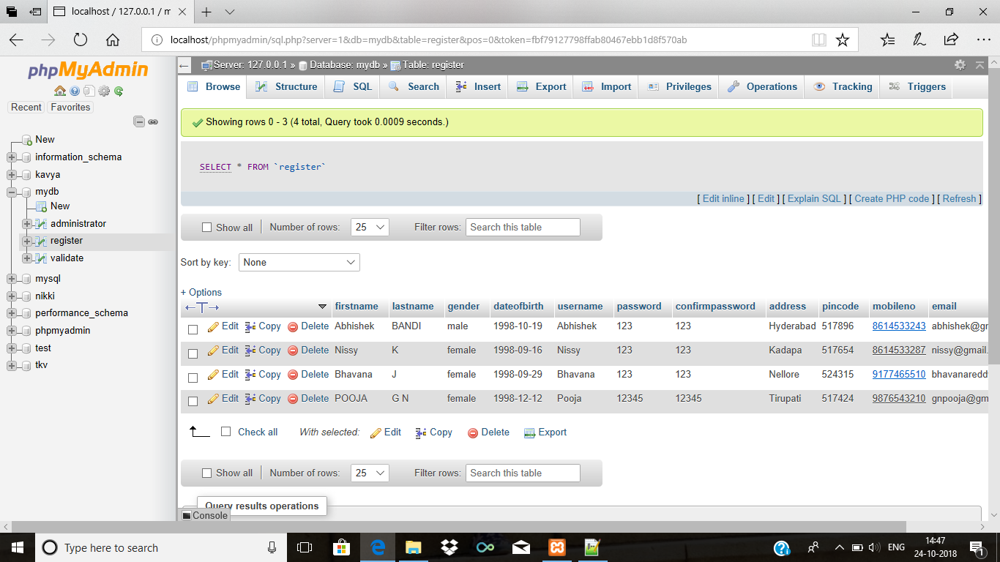 localhost / 127.0.0.1 / m
localhost/phpmyadmin/sql.php?server=1&db=mydb&table=register&pos=0&token=fbf79127798ffab80467ebb1d8f570ab
phpMyAdmin
Recent Favorites
New
information_schema
kavya
mydb
New
administrator
register
validate
mysql
nikki
performance_schema
phpmyadmin
test
tkv
Server: 127.0.0.1 » Database: mydb » Table: register
Browse Structure SQL Search Insert Export Import Privileges Operations Tracking Triggers
Showing rows 0 - 3 (4 total, Query took 0.0009 seconds.)
SELECT * FROM `register`
[ Edit inline ] [ Edit ] [ Explain SQL ] [ Create PHP code ] [ Refresh ]
Show all Number of rows: 25 Filter rows: Search this table
Sort by key: None
+ Options
←T→ firstname lastname gender dateofbirth username password confirmpassword address pincode mobileno email
Edit Copy Delete Abhishek BANDI male 1998-10-19 Abhishek 123 123 Hyderabad 517896 8614533243 abhishek@gr
Edit Copy Delete Nissy K female 1998-09-16 Nissy 123 123 Kadapa 517654 8614533287 nissy@gmail.
Edit Copy Delete Bhavana J female 1998-09-29 Bhavana 123 123 Nellore 524315 9177465510 bhavanaredd
Edit Copy Delete POOJA G N female 1998-12-12 Pooja 12345 12345 Tirupati 517424 9876543210 gnpooja@gm
Check all With selected: Edit Copy Delete Export
Show all Number of rows: 25 Filter rows: Search this table
Query results operations
Console
Type here to search
ENG
14:47
24-10-2018
1